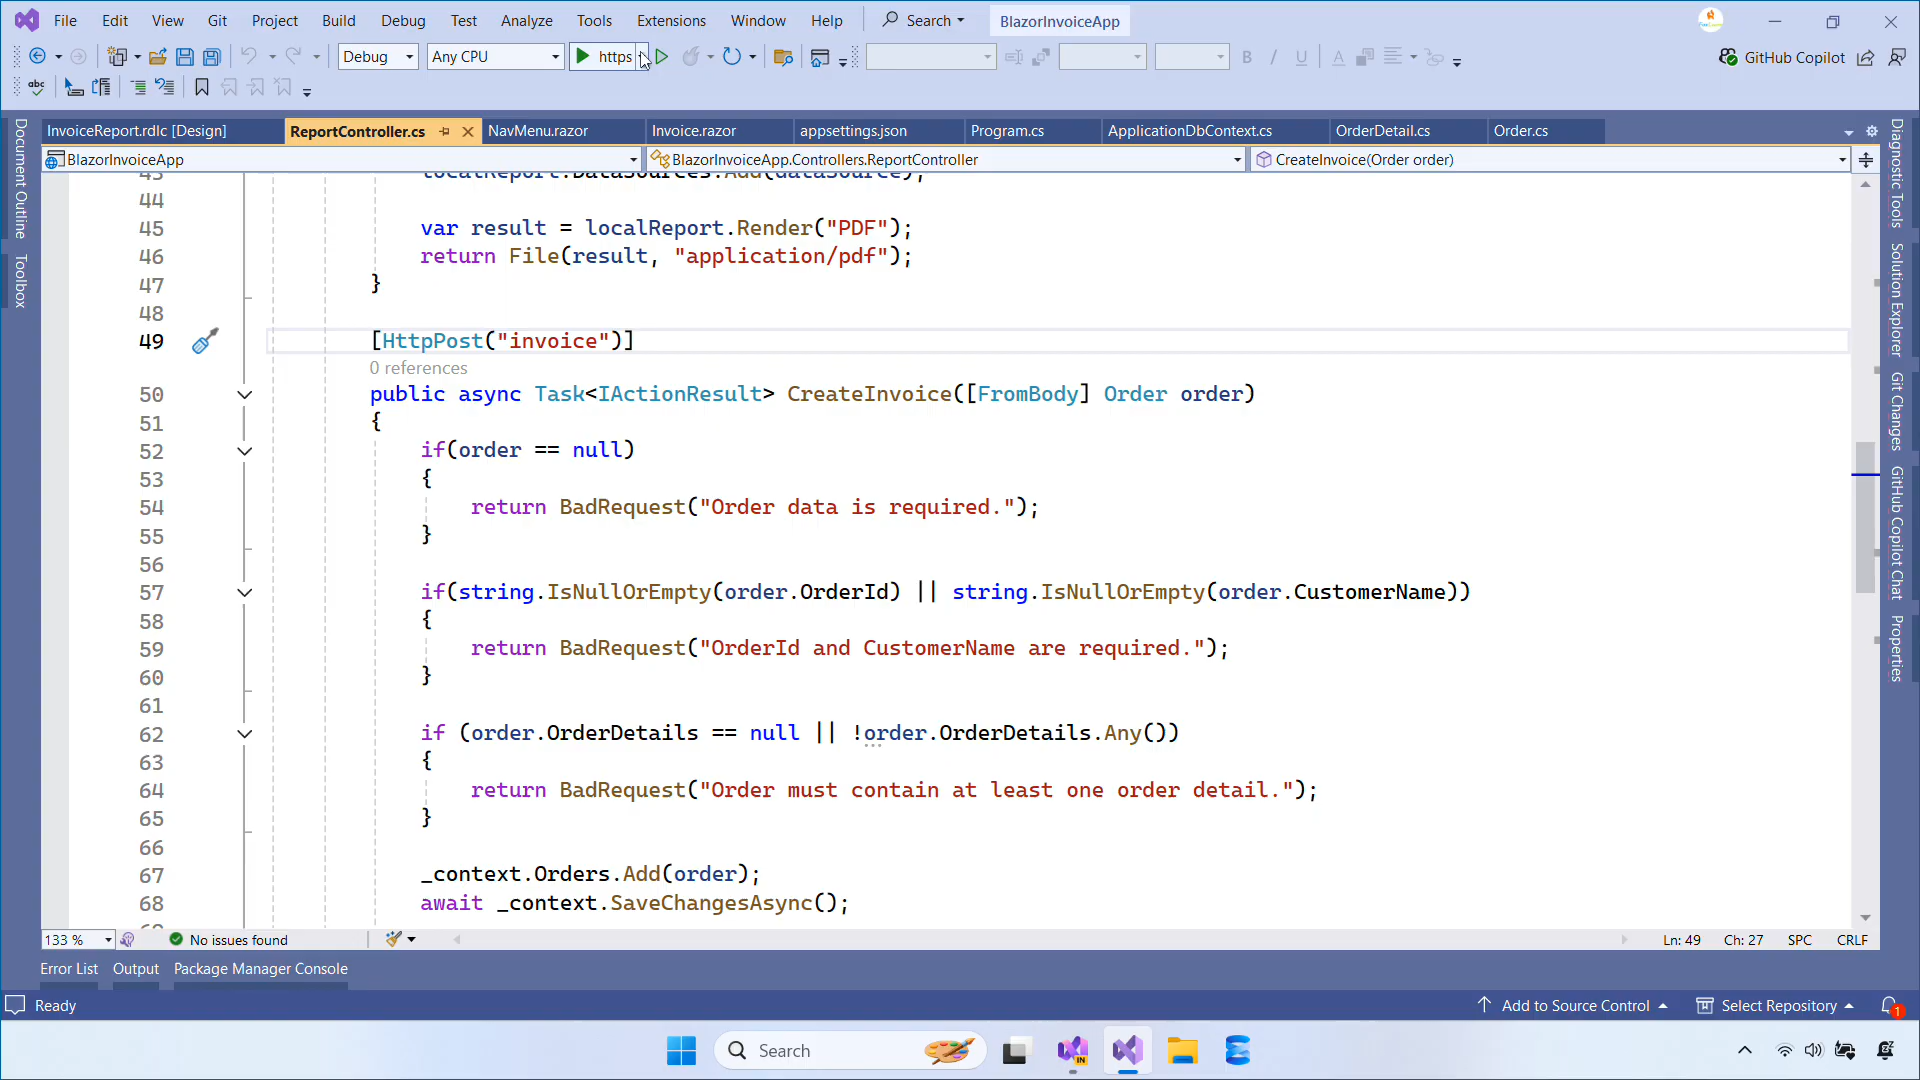 File Edit View Git Project Build Debug Test Analyze Tools Extensions Window Help Search BlazorInvoiceApp
Debug Any CPU https GitHub Copilot
InvoiceReport.rdlc [Design] ReportController.cs NavMenu.razor Invoice.razor appsettings.json Program.cs ApplicationDbContext.cs OrderDetail.cs Order.cs
BlazorInvoiceApp BlazorInvoiceApp.Controllers.ReportController CreateInvoice(Order order)
Document Outline
Toolbox
43 localReport.DataSources.Add(dataSource);
44
45 var result = localReport.Render("PDF");
46 return File(result, "application/pdf");
47 }
48
49 [HttpPost("invoice")]
0 references
50 public async Task<IActionResult> CreateInvoice([FromBody] Order order)
51 {
52 if(order == null)
53 {
54 return BadRequest("Order data is required.");
55 }
56
57 if(string.IsNullOrEmpty(order.OrderId) || string.IsNullOrEmpty(order.CustomerName))
58 {
59 return BadRequest("OrderId and CustomerName are required.");
60 }
61
62 if (order.OrderDetails == null || !order.OrderDetails.Any())
63 {
64 return BadRequest("Order must contain at least one order detail.");
65 }
66
67 _context.Orders.Add(order);
68 await _context.SaveChangesAsync();
Diagnostic Tools
Solution Explorer
Git Changes
GitHub Copilot Chat
Properties
133 % No issues found Ln: 49 Ch: 27 SPC CRLF
Error List Output Package Manager Console
Ready Add to Source Control Select Repository 1
Search